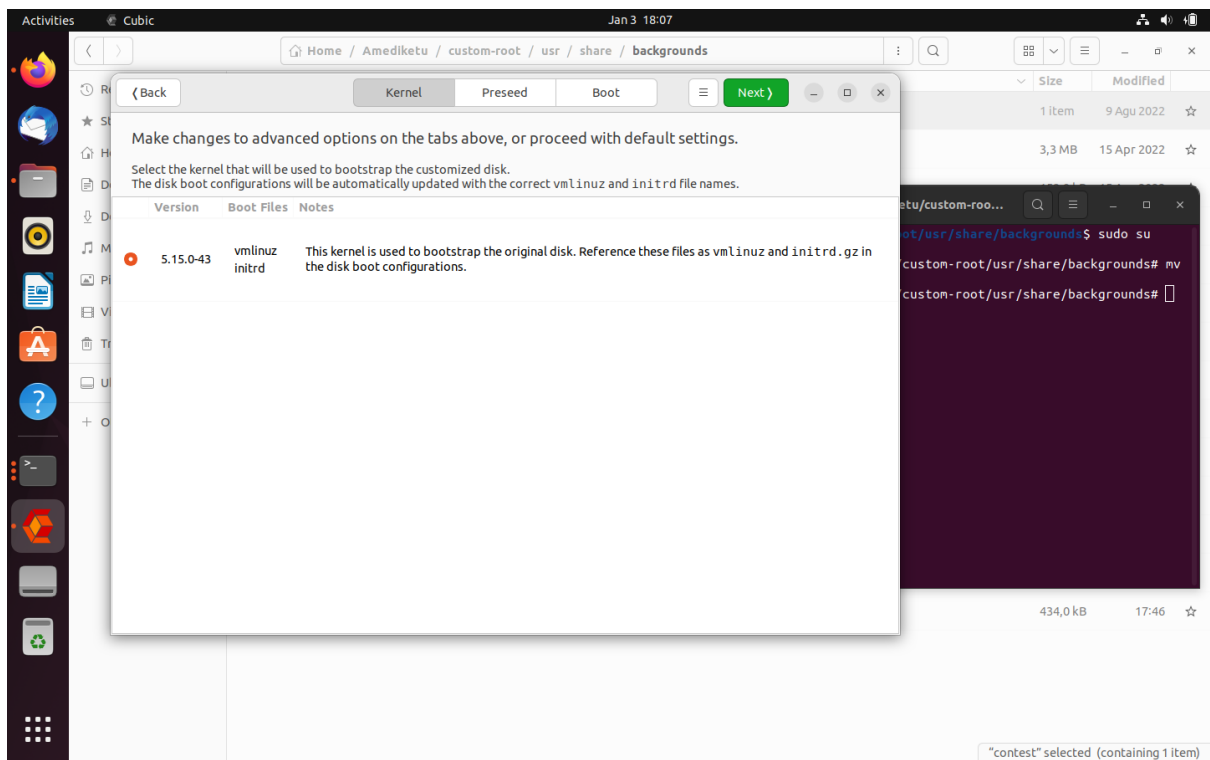 Activities Cubic Jan 3 18:07
Home / Amediketu / custom-root / usr / share / backgrounds
Size Modified
1 item 9 Agu 2022
3,3 MB 15 Apr 2022
Back Kernel Preseed Boot Next
Make changes to advanced options on the tabs above, or proceed with default settings.
Select the kernel that will be used to bootstrap the customized disk.
The disk boot configurations will be automatically updated with the correct vmlinuz and initrd file names.
Version Boot Files Notes
5.15.0-43
vmlinuz
initrd
This kernel is used to bootstrap the original disk. Reference these files as vmlinuz and initrd.gz in
the disk boot configurations.
etu/custom-roo...
ot/usr/share/backgrounds$ sudo su
/custom-root/usr/share/backgrounds# mv
/custom-root/usr/share/backgrounds#
434,0 kB 17:46
"contest" selected (containing 1 item)